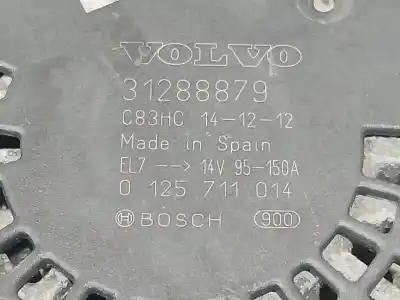 VOLVO
31288879
C83HC 14-12-12
Made in Spain
EL7 --> 14V 95-150A
0 125 711 014
BOSCH 900